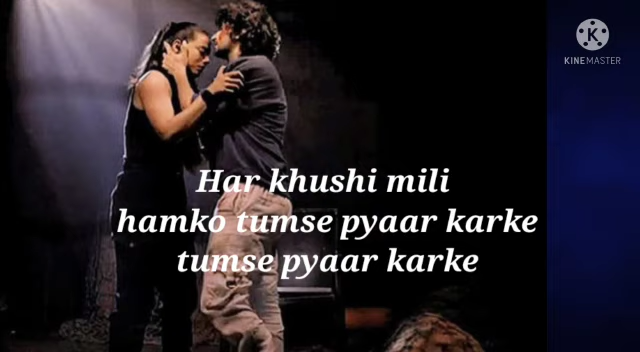 K
KINEMASTER
Har khushi mili
hamko tumse pyaar karke
tumse pyaar karke